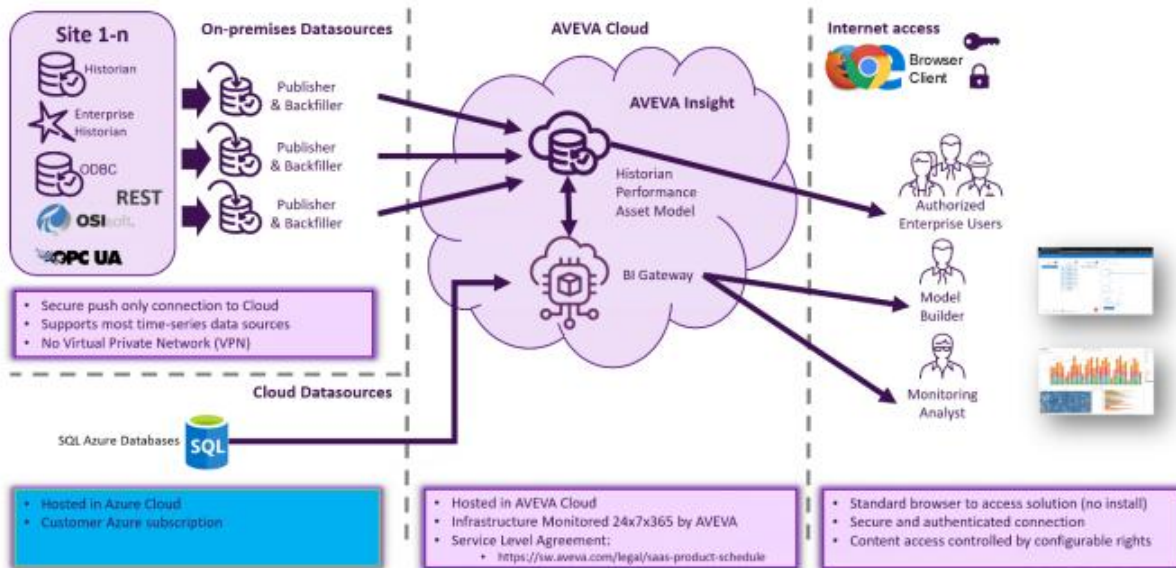 Site 1-n
Historian
Enterprise
Historian
ODBC
REST
OSIsoft.
OPC UA
On-premises Datasources
Publisher
& Backfiller
Publisher
& Backfiller
Publisher
& Backfiller
• Secure push only connection to Cloud
• Supports most time-series data sources
• No Virtual Private Network (VPN)
Cloud Datasources
SQL Azure Databases
SQL
• Hosted in Azure Cloud
• Customer Azure subscription
AVEVA Cloud
AVEVA Insight
Historian
Performance
Asset Model
BI Gateway
• Hosted in AVEVA Cloud
• Infrastructure Monitored 24x7x365 by AVEVA
• Service Level Agreement:
• https://sw.aveva.com/legal/saas-product-schedule
Internet access
Browser
Client
Authorized
Enterprise Users
Model
Builder
Monitoring
Analyst
• Standard browser to access solution (no install)
• Secure and authenticated connection
• Content access controlled by configurable rights